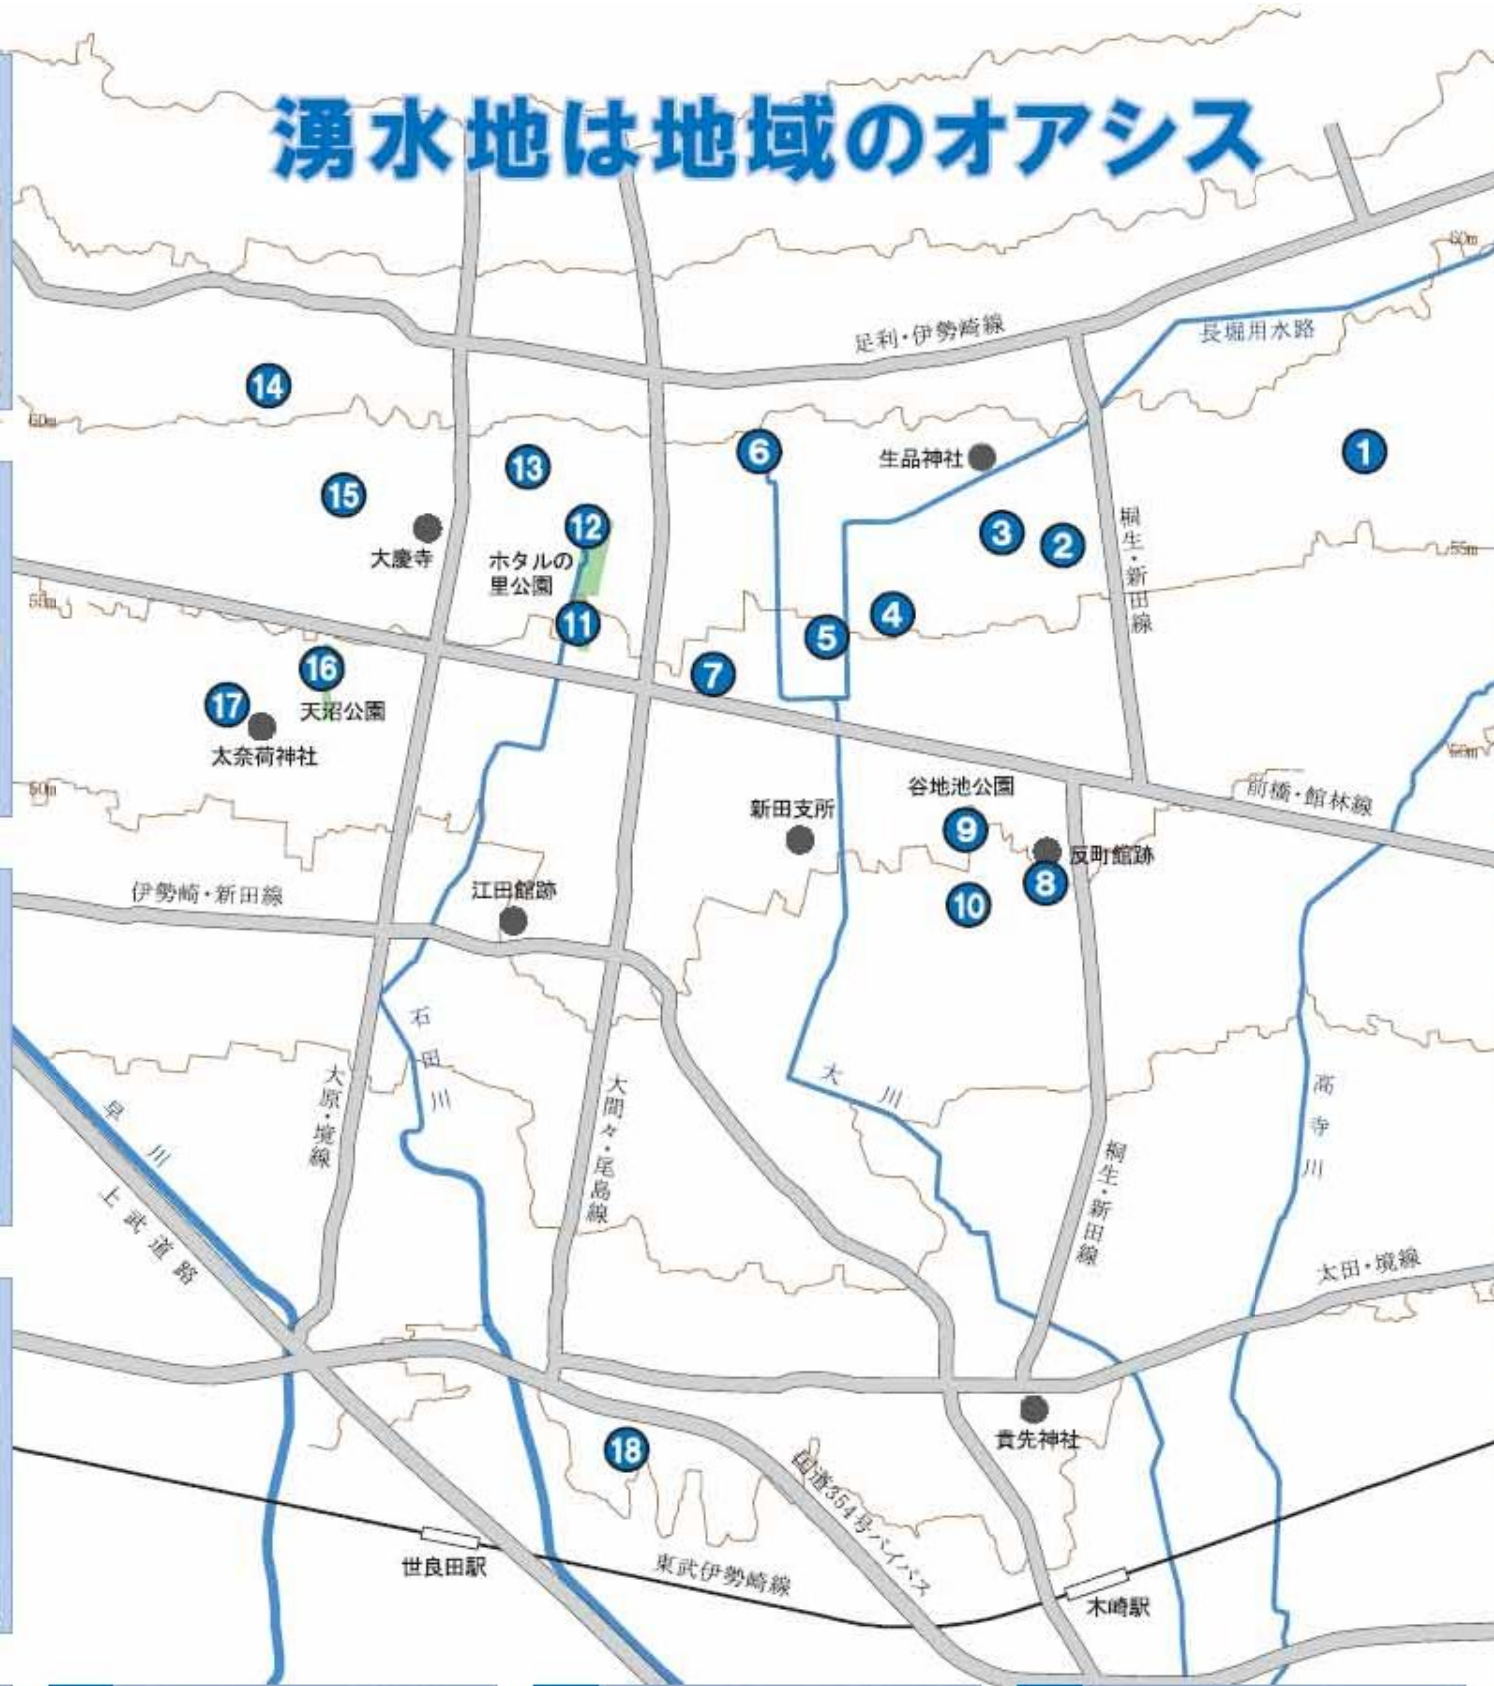 湧水地は地域のオアシス
60m
足利・伊勢崎線
長堀用水路
14
60m
6
生品神社
1
13
15
12
3
2
桐生・新田線
55m
大慶寺
ホタルの
里公園
55m
11
4
5
16
7
17
天沼公園
太奈荷神社
50m
50m
谷地池公園
前橋・館林線
新田支所
9
反町館跡
8
10
伊勢崎・新田線
江田館跡
石田川
大川
早川
大原・境線
大間々・尾島線
高寺川
桐生・新田線
上武道路
太田・境線
貴先神社
18
国道354号バイパス
世良田駅
東武伊勢崎線
木崎駅